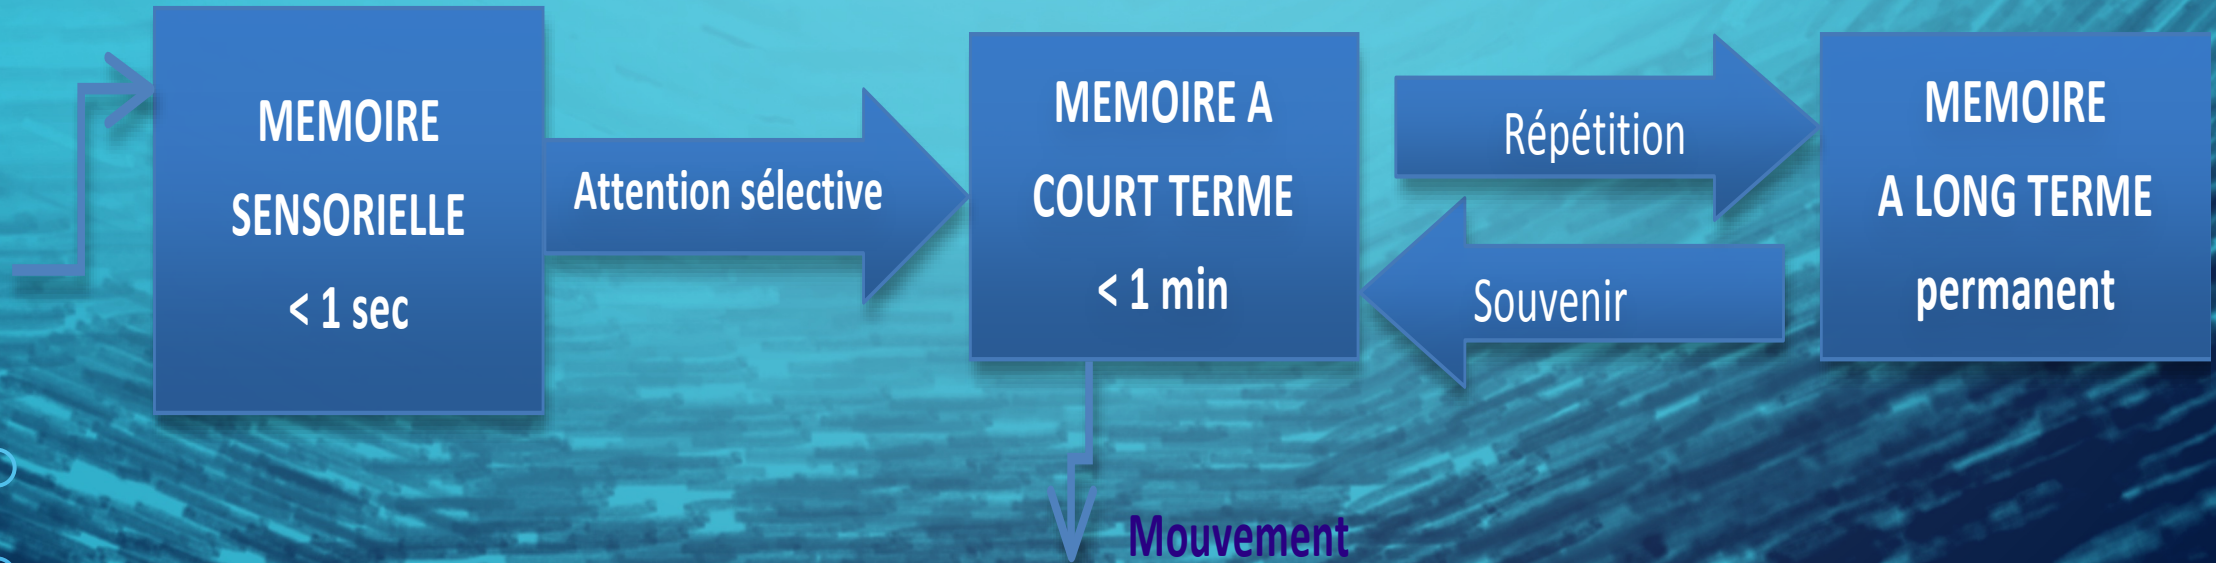 MEMOIRE
SENSORIELLE
< 1 sec
Attention sélective
MEMOIRE A
COURT TERME
< 1 min
Répétition
Souvenir
MEMOIRE
A LONG TERME
permanent
Mouvement